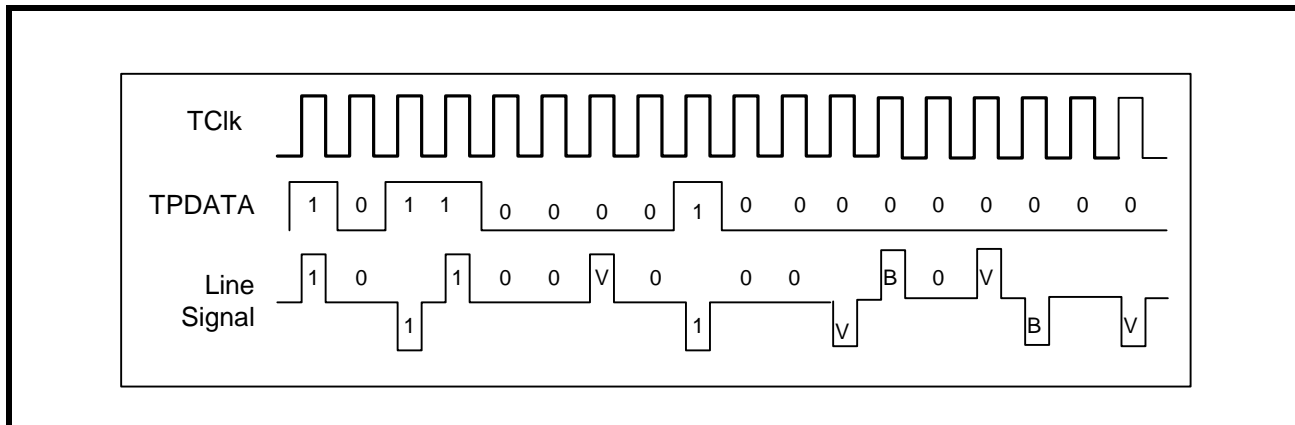 TClk
TPDATA 1 0 1 1 0 0 0 0 1 0 0 0 0 0 0 0 0 0
Line Signal
1 0 1 0 0 V 0 0 0 B 0 V
1 1 V B V